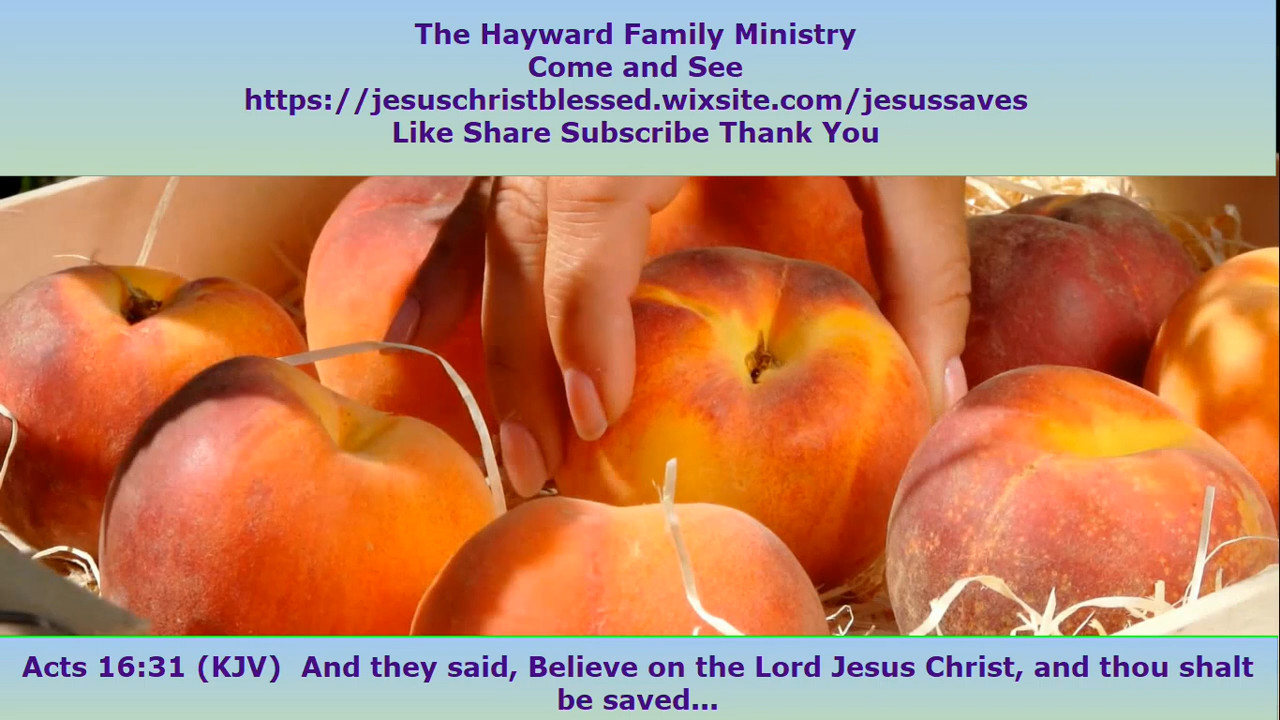 The Hayward Family Ministry
Come and See
https://jesuschristblessed.wixsite.com/jesussaves
Like Share Subscribe Thank You
Acts 16:31 (KJV)  And they said, Believe on the Lord Jesus Christ, and thou shalt
be saved...